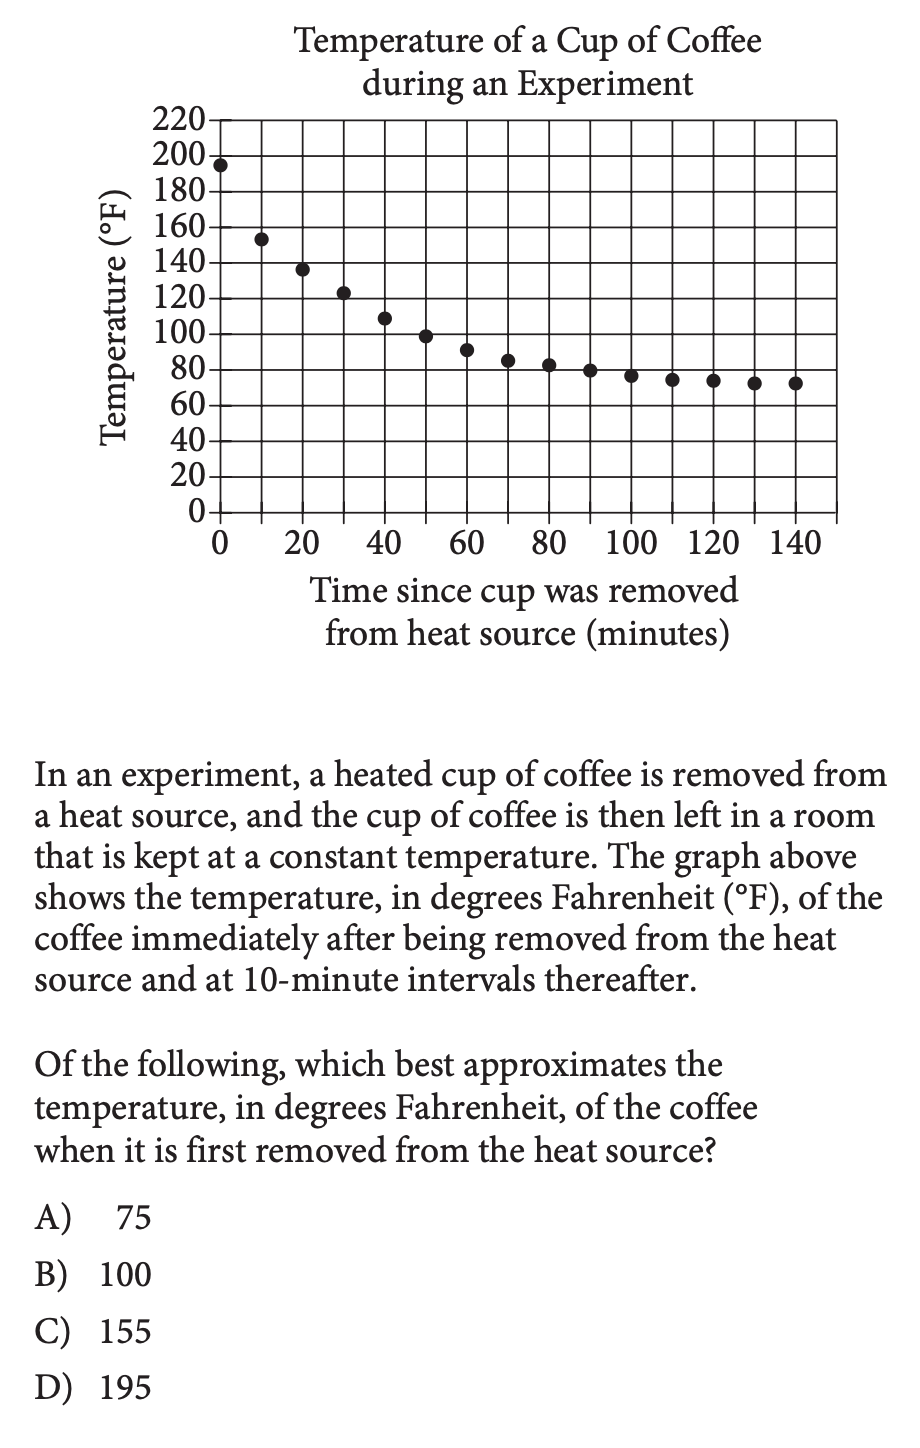 Temperature of a Cup of Coffee
during an Experiment
220
200
180
160
140
120
100
80
60
40
20
0
Temperature (°F)
0 20 40 60 80 100 120 140
Time since cup was removed
from heat source (minutes)
In an experiment, a heated cup of coffee is removed from
a heat source, and the cup of coffee is then left in a room
that is kept at a constant temperature. The graph above
shows the temperature, in degrees Fahrenheit (°F), of the
coffee immediately after being removed from the heat
source and at 10-minute intervals thereafter.
Of the following, which best approximates the
temperature, in degrees Fahrenheit, of the coffee
when it is first removed from the heat source?
A) 75
B) 100
C) 155
D) 195